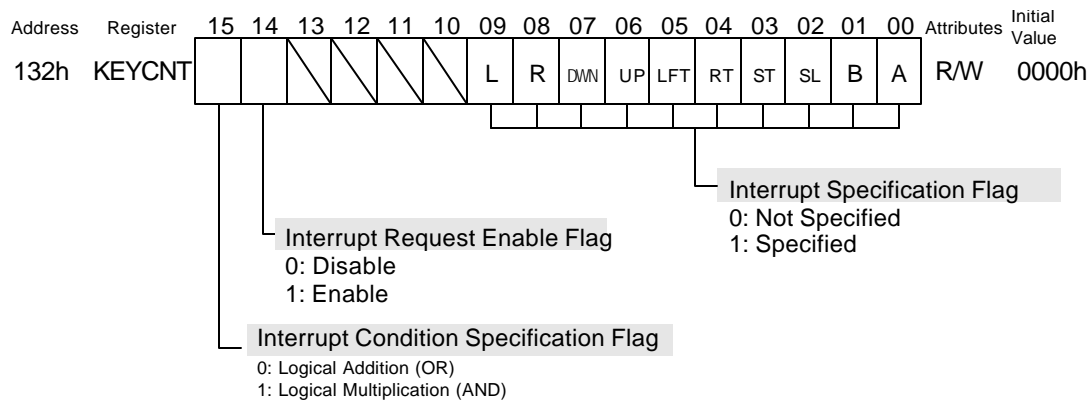 Address Register 15 14 13 12 11 10 09 08 07 06 05 04 03 02 01 00 Attributes Initial Value
132h KEYCNT L R DWN UP LFT RT ST SL B A R/W 0000h
Interrupt Specification Flag
0: Not Specified
1: Specified
Interrupt Request Enable Flag
0: Disable
1: Enable
Interrupt Condition Specification Flag
0: Logical Addition (OR)
1: Logical Multiplication (AND)